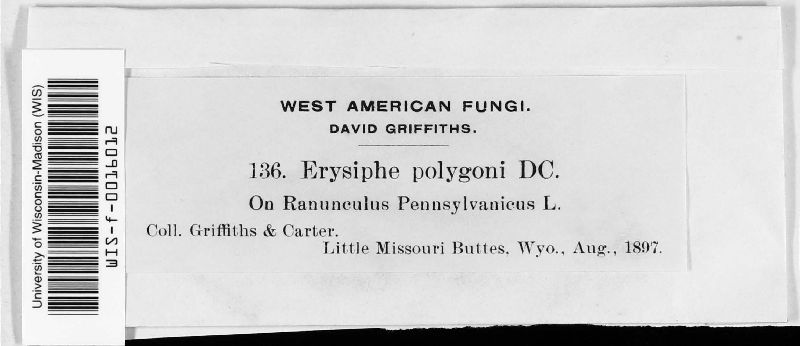 WEST AMERICAN FUNGI.
DAVID GRIFFITHS.
136. Erysiphe polygoni DC.
On Ranunculus Pennsylvanicus L.
Coll. Griffiths & Carter.
Little Missouri Buttes, Wyo., Aug., 1897.
University of Wisconsin-Madison (WIS)
WIS-f-0016012